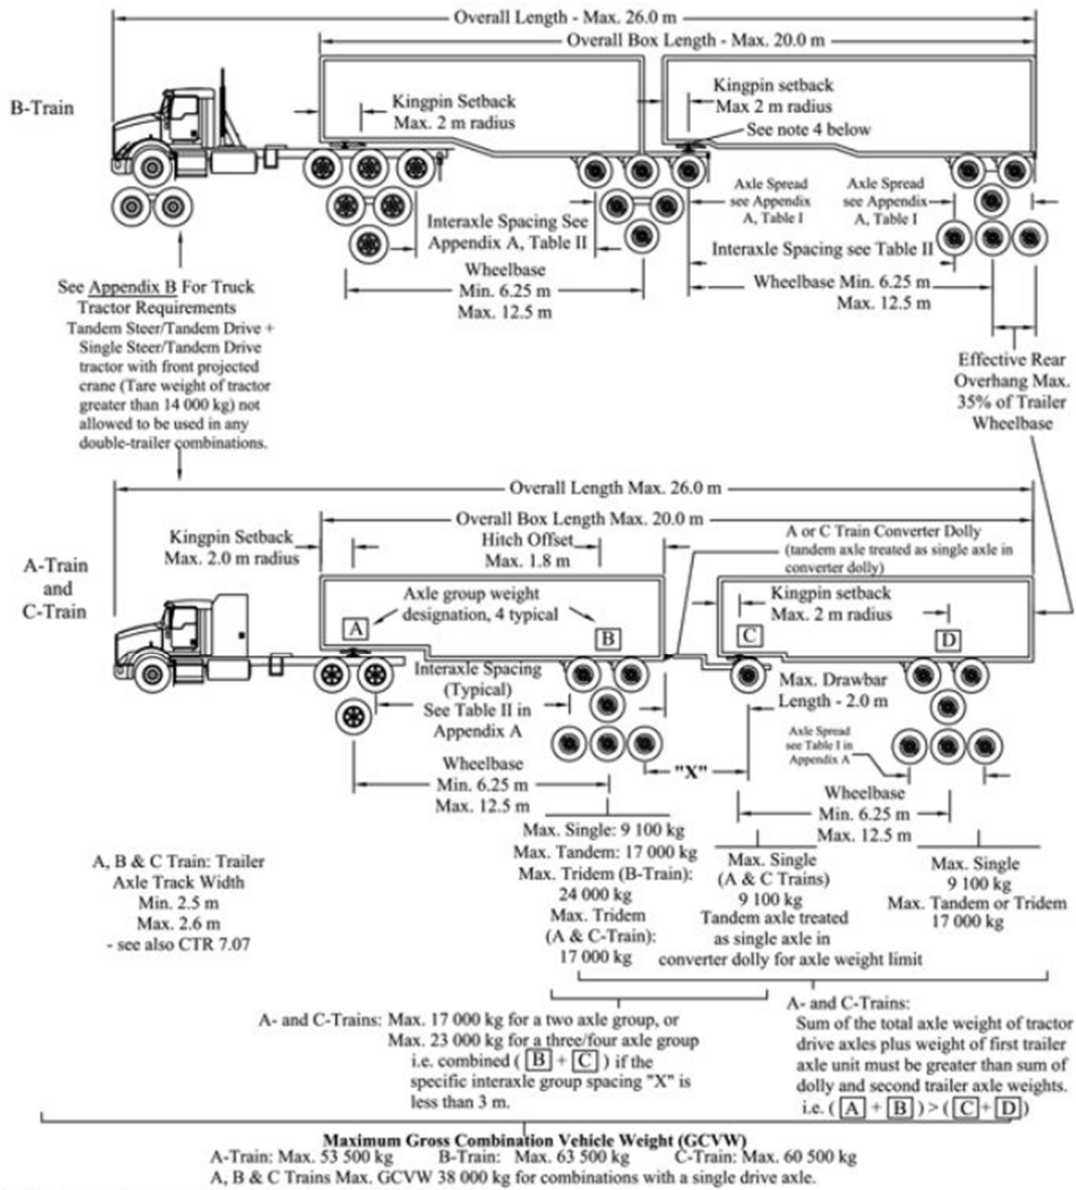 Overall Length - Max. 26.0 m
Overall Box Length - Max. 20.0 m
B-Train
Kingpin Setback
Max. 2 m radius
Kingpin setback
Max 2 m radius
See note 4 below
Axle Spread
see Appendix
A, Table I
Axle Spread
see Appendix
A, Table I
Interaxle Spacing See
Appendix A, Table II
Interaxle Spacing see Table II
Wheelbase
Min. 6.25 m
Max. 12.5 m
Wheelbase Min. 6.25 m
Max. 12.5 m
See Appendix B For Truck
Tractor Requirements
Tandem Steer/Tandem Drive +
Single Steer/Tandem Drive
tractor with front projected
crane (Tare weight of tractor
greater than 14 000 kg) not
allowed to be used in any
double-trailer combinations.
Effective Rear
Overhang Max.
35% of Trailer
Wheelbase
Overall Length Max. 26.0 m
Overall Box Length Max. 20.0 m
Kingpin Setback
Max. 2.0 m radius
Hitch Offset
Max. 1.8 m
A or C Train Converter Dolly
(tandem axle treated as single axle in
converter dolly)
A-Train
and
C-Train
Axle group weight
designation, 4 typical
Kingpin setback
Max. 2 m radius
A
B
C
D
Interaxle Spacing
(Typical)
See Table II in
Appendix A
Max. Drawbar
Length - 2.0 m
Axle Spread
see Table I in
Appendix A
"X"
Wheelbase
Min. 6.25 m
Max. 12.5 m
Wheelbase
Min. 6.25 m
Max. 12.5 m
A, B & C Train: Trailer
Axle Track Width
Min. 2.5 m
Max. 2.6 m
- see also CTR 7.07
Max. Single: 9 100 kg
Max. Tandem: 17 000 kg
Max. Tridem (B-Train):
24 000 kg
Max. Tridem
(A & C-Train):
17 000 kg
Max. Single
(A & C Trains)
9 100 kg
Tandem axle treated
as single axle in
converter dolly for axle weight limit
Max. Single
9 100 kg
Max. Tandem or Tridem
17 000 kg
A- and C-Trains: Max. 17 000 kg for a two axle group, or
Max. 23 000 kg for a three/four axle group
i.e. combined ( B + C ) if the
specific interaxle group spacing "X" is
less than 3 m.
A- and C-Trains:
Sum of the total axle weight of tractor
drive axles plus weight of first trailer
axle unit must be greater than sum of
dolly and second trailer axle weights.
i.e. ( A + B ) > ( C + D )
Maximum Gross Combination Vehicle Weight (GCVW)
A-Train: Max. 53 500 kg B-Train: Max. 63 500 kg C-Train: Max. 60 500 kg
A, B & C Trains Max. GCVW 38 000 kg for combinations with a single drive axle.